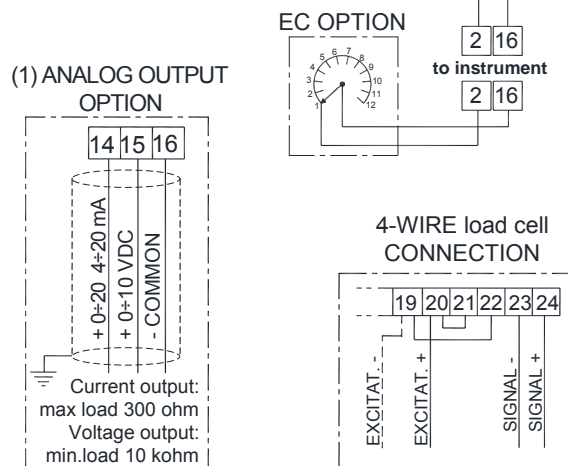 EC OPTION
1 2 3 4 5 6 7 8 9 10 11 12
2 16
to instrument
2 16
(1) ANALOG OUTPUT
OPTION
14 15 16
+ 0÷20 4÷20 mA
+ 0÷10 VDC
- COMMON
Current output:
max load 300 ohm
Voltage output:
min.load 10 kohm
4-WIRE load cell
CONNECTION
19 20 21 22 23 24
EXCITAT. -
EXCITAT. +
SIGNAL -
SIGNAL +